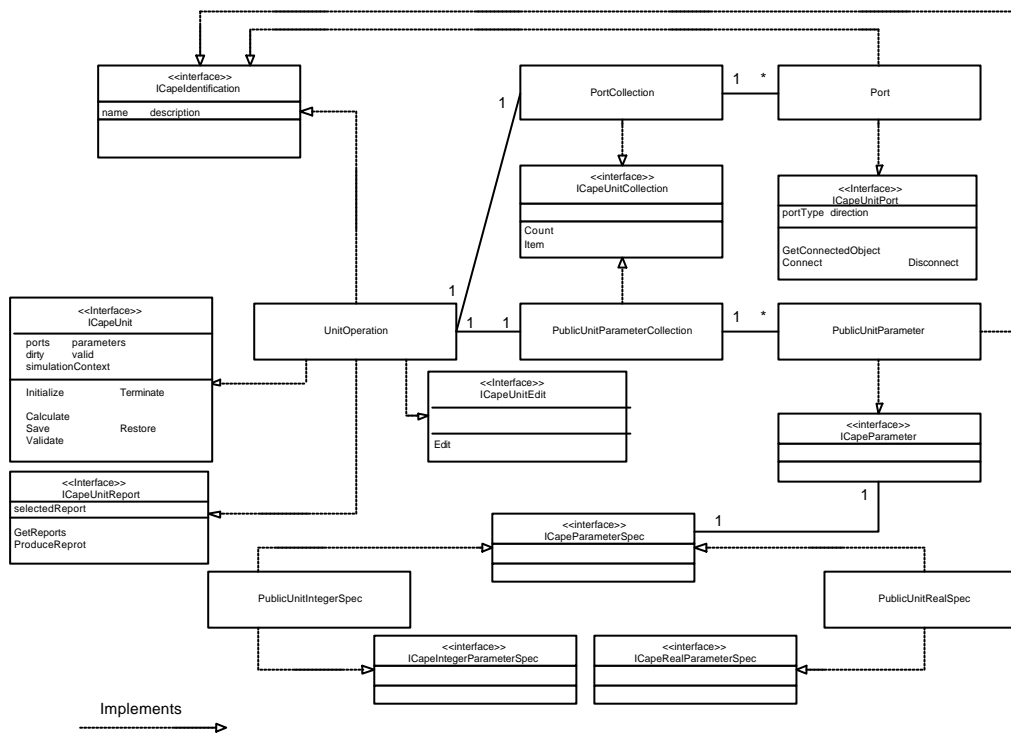 <<interface>>
ICapeIdentification
name description
PortCollection
1 *
Port
1
<<interface>>
ICapeUnitCollection
Count
Item
<<Interface>>
ICapeUnitPort
portType direction
GetConnectedObject
Connect Disconnect
<<Interface>>
ICapeUnit
ports parameters
dirty valid
simulationContext
Initialize Terminate
Calculate
Save Restore
Validate
UnitOperation
1
1 1
PublicUnitParameterCollection
1 *
PublicUnitParameter
<<Interface>>
ICapeUnitEdit
Edit
<<interface>>
ICapeParameter
1
<<Interface>>
ICapeUnitReport
selectedReport
GetReports
ProduceReprot
<<interface>>
ICapeParameterSpec
1
PublicUnitIntegerSpec
PublicUnitRealSpec
<<interface>>
ICapeIntegerParameterSpec
<<interface>>
ICapeRealParameterSpec
Implements